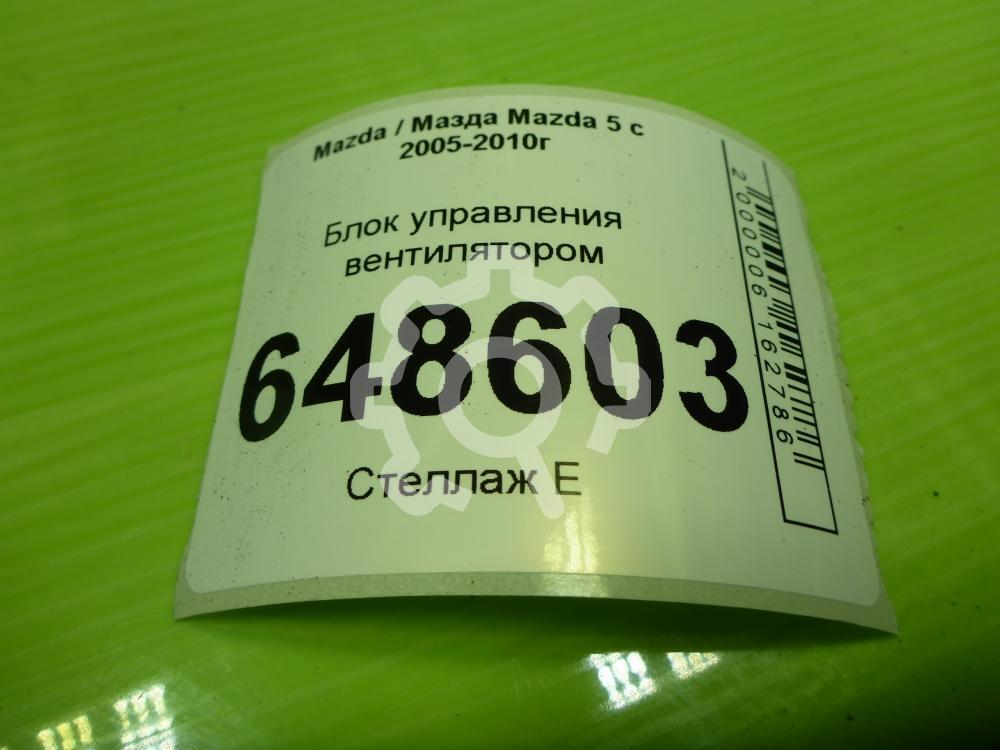 Mazda / Мазда Mazda 5 с
2005-2010г
Блок управления
вентилятором
648603
Стеллаж Е
2000006162786